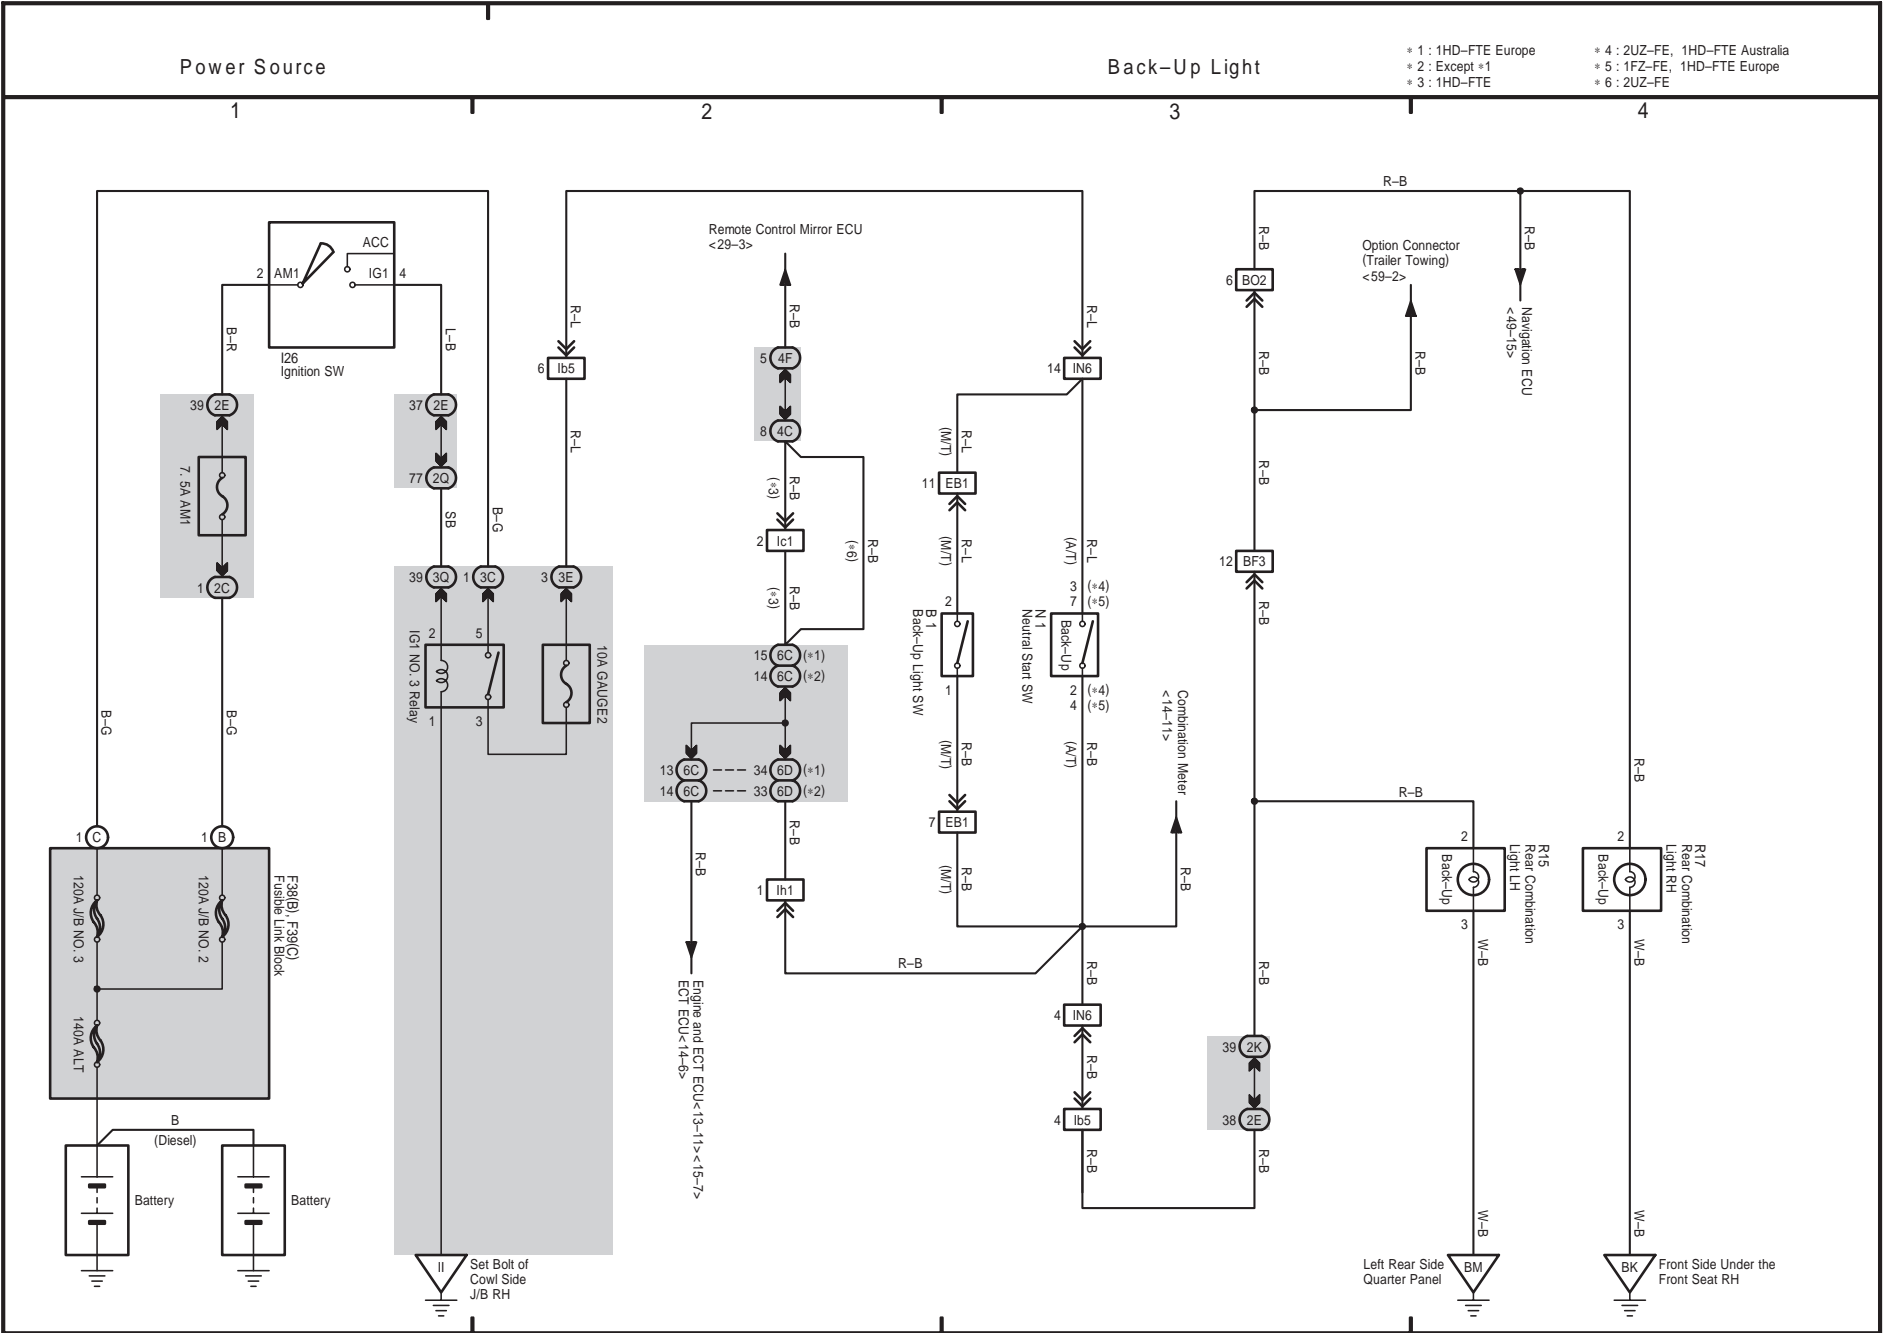 Power Source
Back–Up Light
* 1 : 1HD–FTE Europe
* 2 : Except *1
* 3 : 1HD–FTE
* 4 : 2UZ–FE, 1HD–FTE Australia
* 5 : 1FZ–FE, 1HD–FTE Europe
* 6 : 2UZ–FE
1
2
3
4
ACC
2
AM1
IG1
4
I26
Ignition SW
B–R
L–B
39
2E
7. 5A AM1
1
2C
37
2E
77
2Q
SB
B–G
39
3Q
1
3C
3
3E
2
5
IG1 NO. 3 Relay
1
3
10A GAUGE2
B–G
B–G
1
C
1
B
120A J/B NO. 3
120A J/B NO. 2
140A ALT
F38(B), F39(C)
Fusible Link Block
B
(Diesel)
Battery
Battery
II
Set Bolt of
Cowl Side
J/B RH
R–L
6
Ib5
R–L
Remote Control Mirror ECU
<29–3>
R–B
5
4F
8
4C
R–B
(*3)
2
Ic1
R–B
(*6)
R–B
(*3)
15
6C
(*1)
14
6C
(*2)
13
6C
34
6D
(*1)
14
6C
33
6D
(*2)
R–B
R–B
1
Ih1
R–B
Engine and ECT ECU<13–11><15–7>
ECT ECU<14–6>
R–L
14
IN6
R–L
(M/T)
11
EB1
R–L
(M/T)
R–L
(A/T)
3 (*4)
7 (*5)
2
B 1
Back–Up Light SW
1
N 1
Neutral Start SW
Back–Up
2 (*4)
4 (*5)
R–B
(M/T)
R–B
(A/T)
7
EB1
R–B
(M/T)
Combination Meter
<14–11>
R–B
R–B
4
IN6
R–B
4
Ib5
R–B
R–B
R–B
6
BO2
R–B
Option Connector
(Trailer Towing)
<59–2>
R–B
R–B
Navigation ECU
<49–15>
R–B
12
BF3
R–B
R–B
R–B
2
Back–Up
R15
Rear Combination
Light LH
3
W–B
R–B
2
Back–Up
R17
Rear Combination
Light RH
3
W–B
R–B
39
2K
38
2E
R–B
W–B
W–B
Left Rear Side
Quarter Panel
BM
BK
Front Side Under the
Front Seat RH